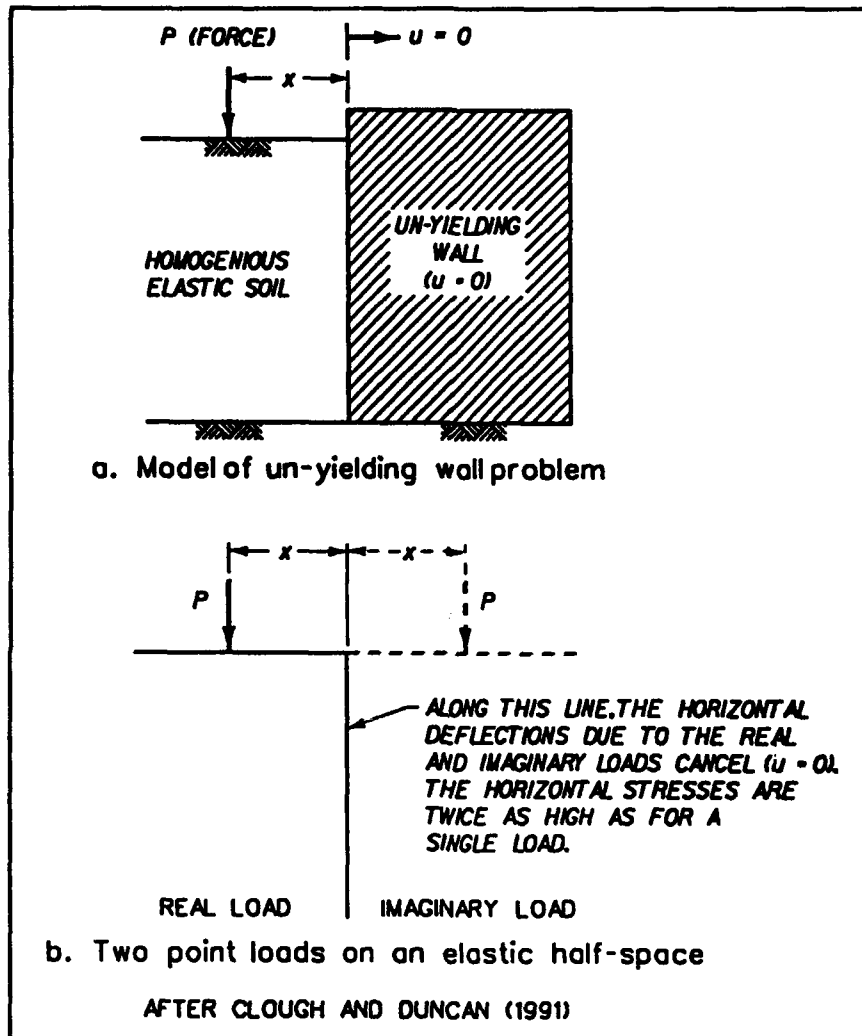 P (FORCE)
u = 0
x
HOMOGENIOUS
ELASTIC SOIL
UN-YIELDING
WALL
(u = 0)
a. Model of un-yielding wall problem
x
x
P
P
ALONG THIS LINE, THE HORIZONTAL
DEFLECTIONS DUE TO THE REAL
AND IMAGINARY LOADS CANCEL (u = 0).
THE HORIZONTAL STRESSES ARE
TWICE AS HIGH AS FOR A
SINGLE LOAD.
REAL LOAD
IMAGINARY LOAD
b. Two point loads on an elastic half-space
AFTER CLOUGH AND DUNCAN (1991)